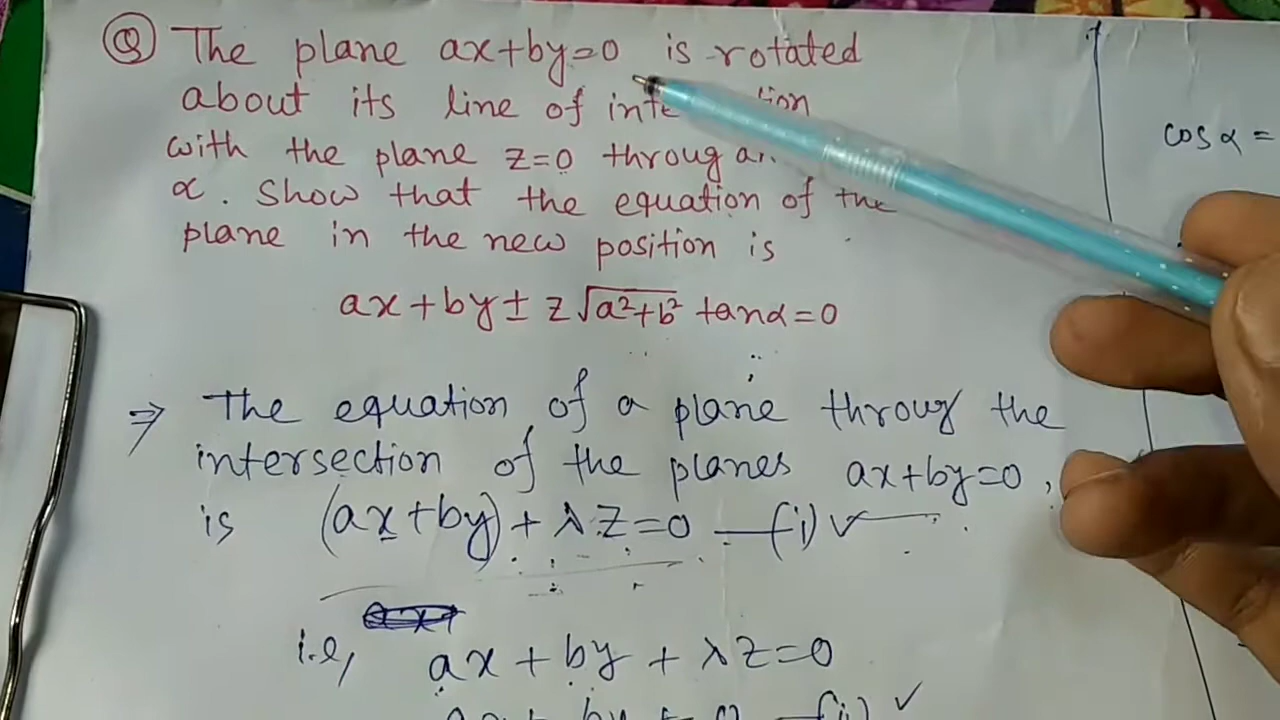 Q The plane ax+by=0 is rotated
about its line of
with the plane z=0 throug
α. Show that the equation of the
plane in the new position is
ax+by± z√a²+b² tanα=0
⇒ The equation of a plane throug the
intersection of the planes ax+by=0,
is (ax+by)+λz=0 —(i) ✓
i.e, ax+by+λz=0
cosα=